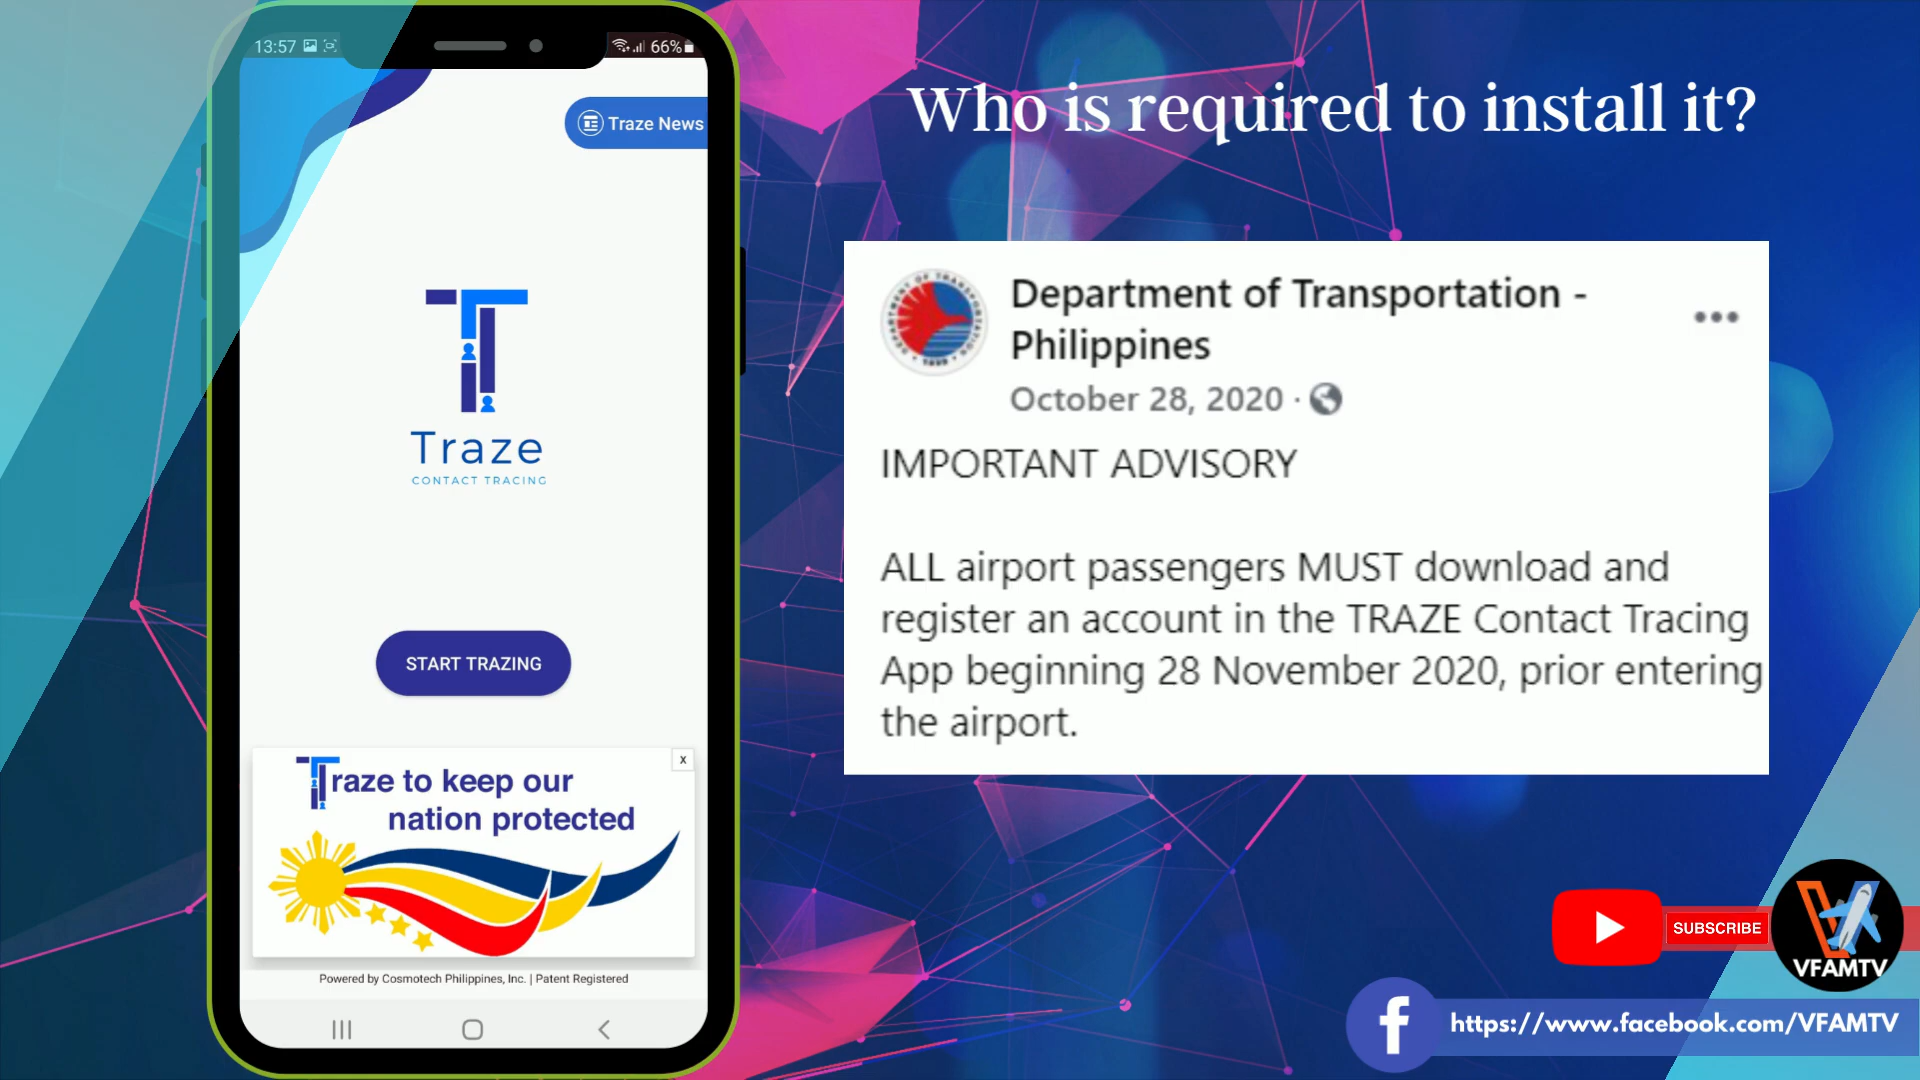 13:57
66%
Traze News
Traze
CONTACT TRACING
START TRAZING
x
Traze to keep our
nation protected
Powered by Cosmotech Philippines, Inc. | Patent Registered
Who is required to install it?
Department of Transportation -
Philippines
October 28, 2020 ·
IMPORTANT ADVISORY
ALL airport passengers MUST download and
register an account in the TRAZE Contact Tracing
App beginning 28 November 2020, prior entering
the airport.
SUBSCRIBE
VFAMTV
https://www.facebook.com/VFAMTV